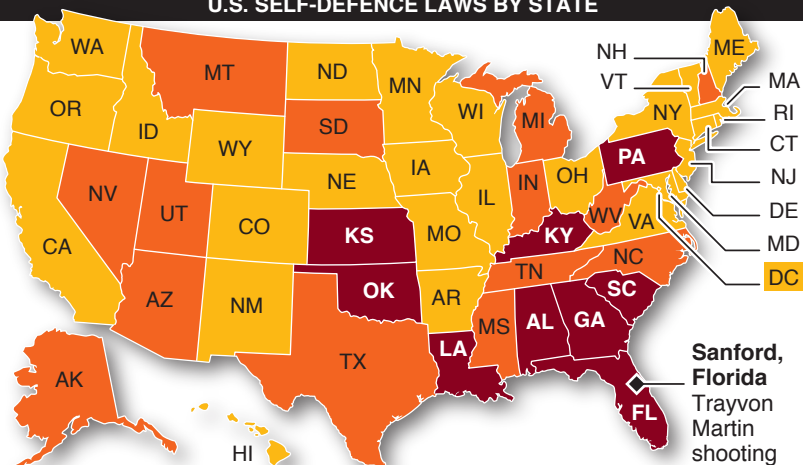 U.S. SELF-DEFENCE LAWS BY STATE
WA
MT
ND
MN
NH
ME
VT
MA
OR
ID
SD
WI
MI
NY
RI
WY
CT
PA
NJ
NV
UT
NE
IA
IL
IN
OH
DE
CO
WV
VA
MD
CA
KS
MO
KY
DC
NC
TN
AZ
NM
OK
AR
SC
MS
AL
GA
LA
TX
AK
HI
FL
Sanford,
Florida
Trayvon
Martin
shooting